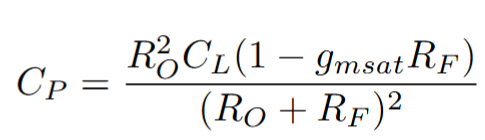 C_P = \frac{R_O^2 C_L (1 - g_{msat} R_F)}{(R_O + R_F)^2}